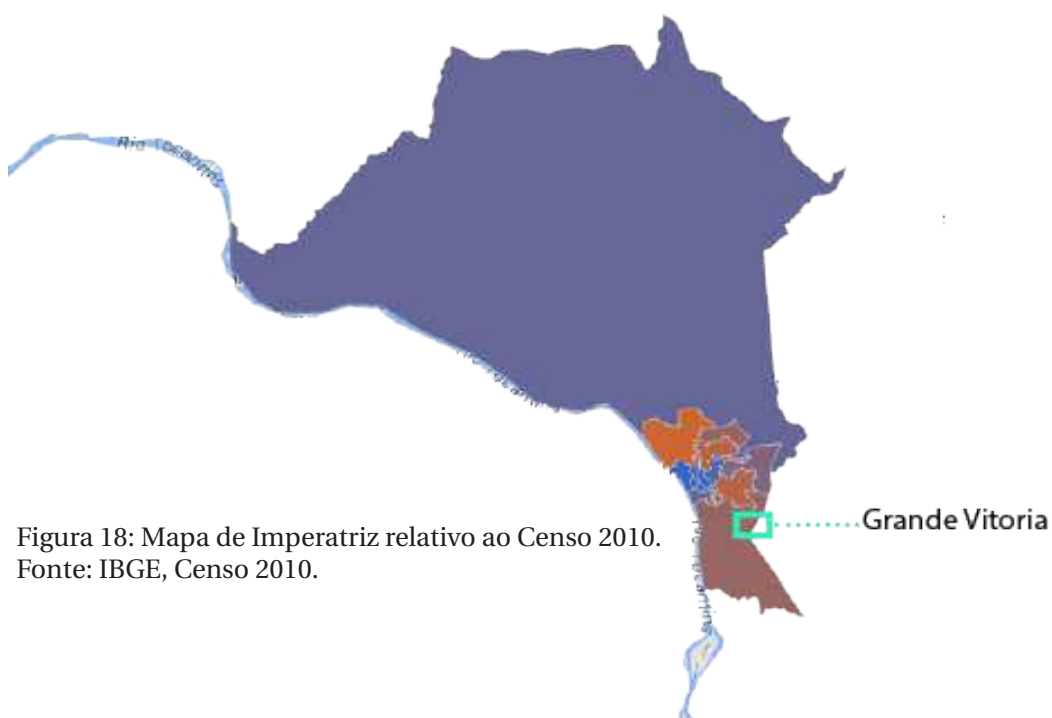 Rio Tocantins
Grande Vitoria
Figura 18: Mapa de Imperatriz relativo ao Censo 2010.
Fonte: IBGE, Censo 2010.